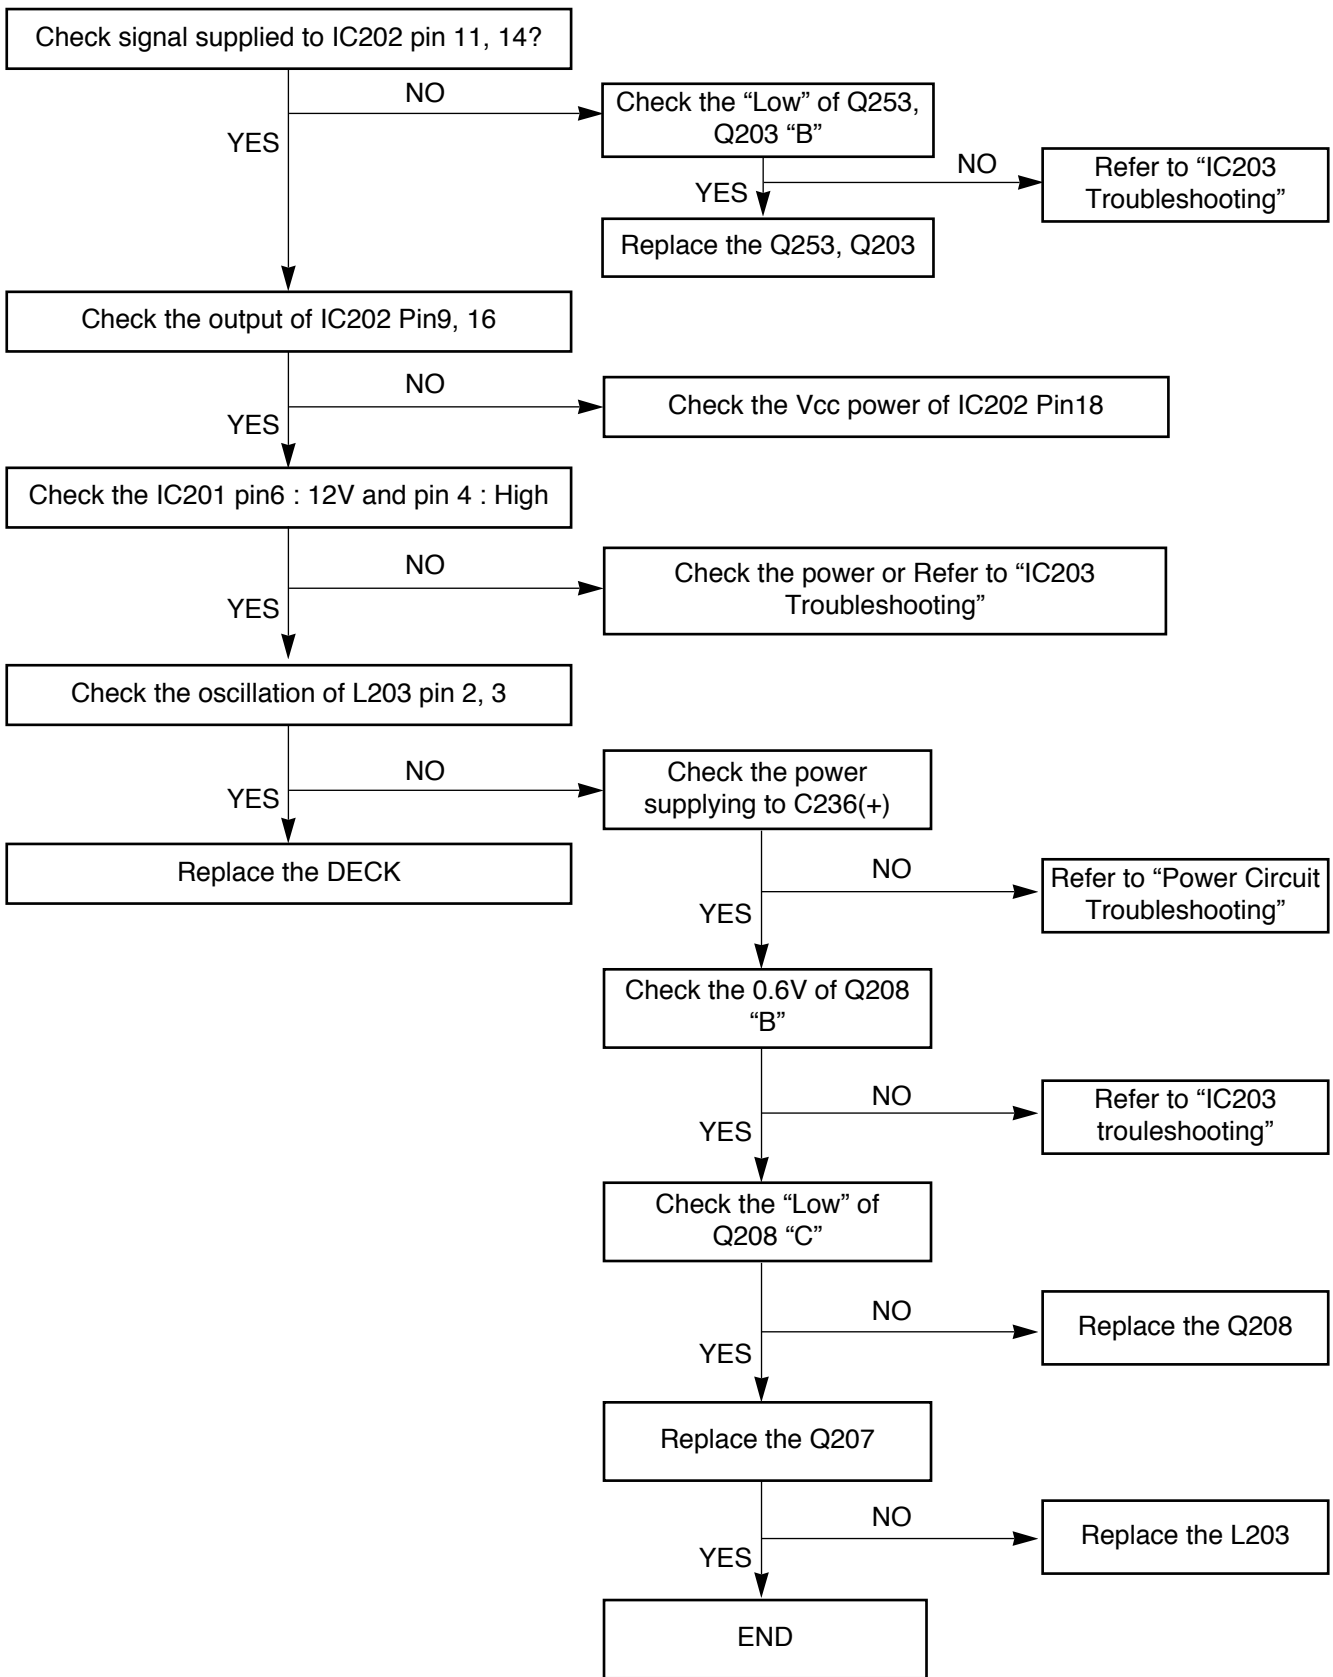 Check signal supplied to IC202 pin 11, 14?
NO
YES
Check the “Low” of Q253,
Q203 “B”
NO
YES
Refer to “IC203
Troubleshooting”
Replace the Q253, Q203
Check the output of IC202 Pin9, 16
NO
YES
Check the Vcc power of IC202 Pin18
Check the IC201 pin6 : 12V and pin 4 : High
NO
YES
Check the power or Refer to “IC203
Troubleshooting”
Check the oscillation of L203 pin 2, 3
NO
YES
Check the power
supplying to C236(+)
Replace the DECK
NO
YES
Refer to “Power Circuit
Troubleshooting”
Check the 0.6V of Q208
“B”
NO
YES
Refer to “IC203
trouleshooting”
Check the “Low” of
Q208 “C”
NO
YES
Replace the Q208
Replace the Q207
NO
YES
Replace the L203
END